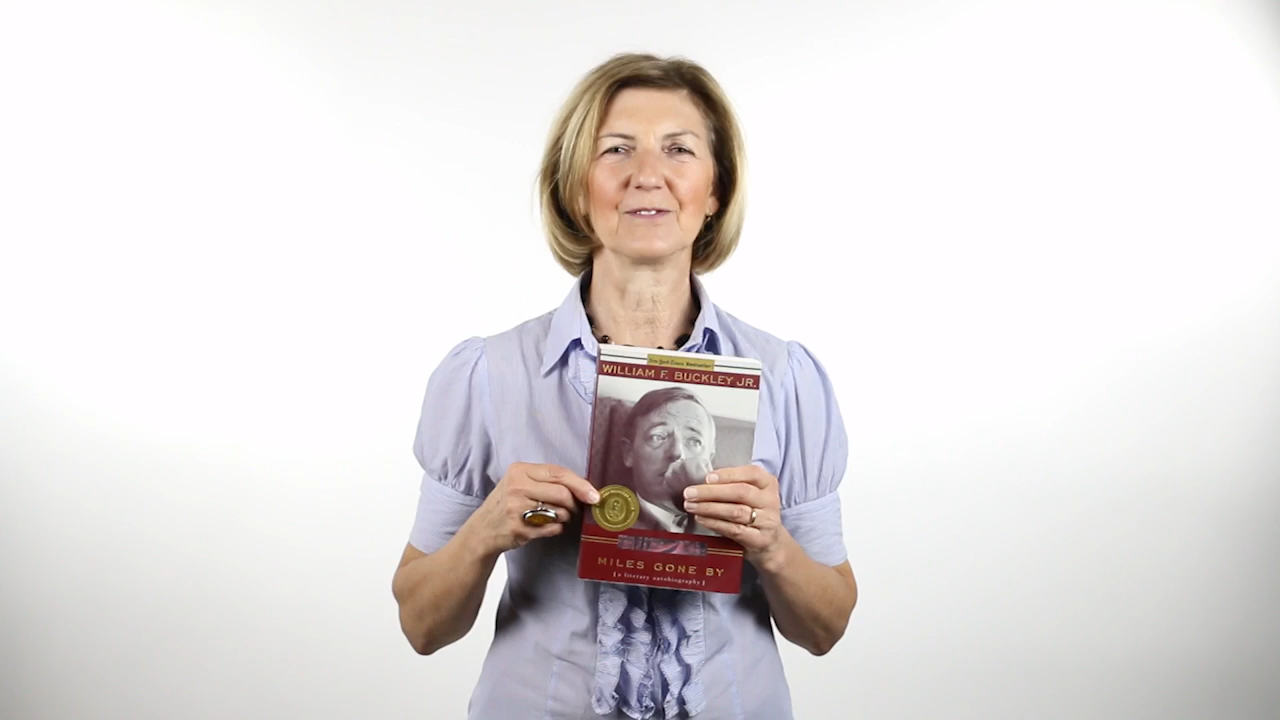 New York Times Bestseller
WILLIAM F. BUCKLEY JR.
MILES GONE BY
[ a literary autobiography ]